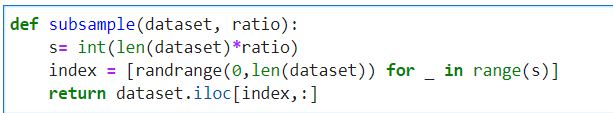 def subsample(dataset, ratio):
    s= int(len(dataset)*ratio)
    index = [randrange(0,len(dataset)) for _ in range(s)]
    return dataset.iloc[index,:]